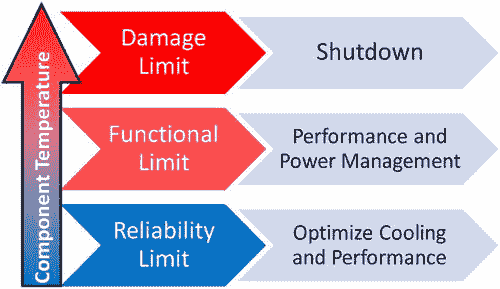 Component Temperature
Damage
Limit
Shutdown
Functional
Limit
Performance and
Power Management
Reliability
Limit
Optimize Cooling
and Performance